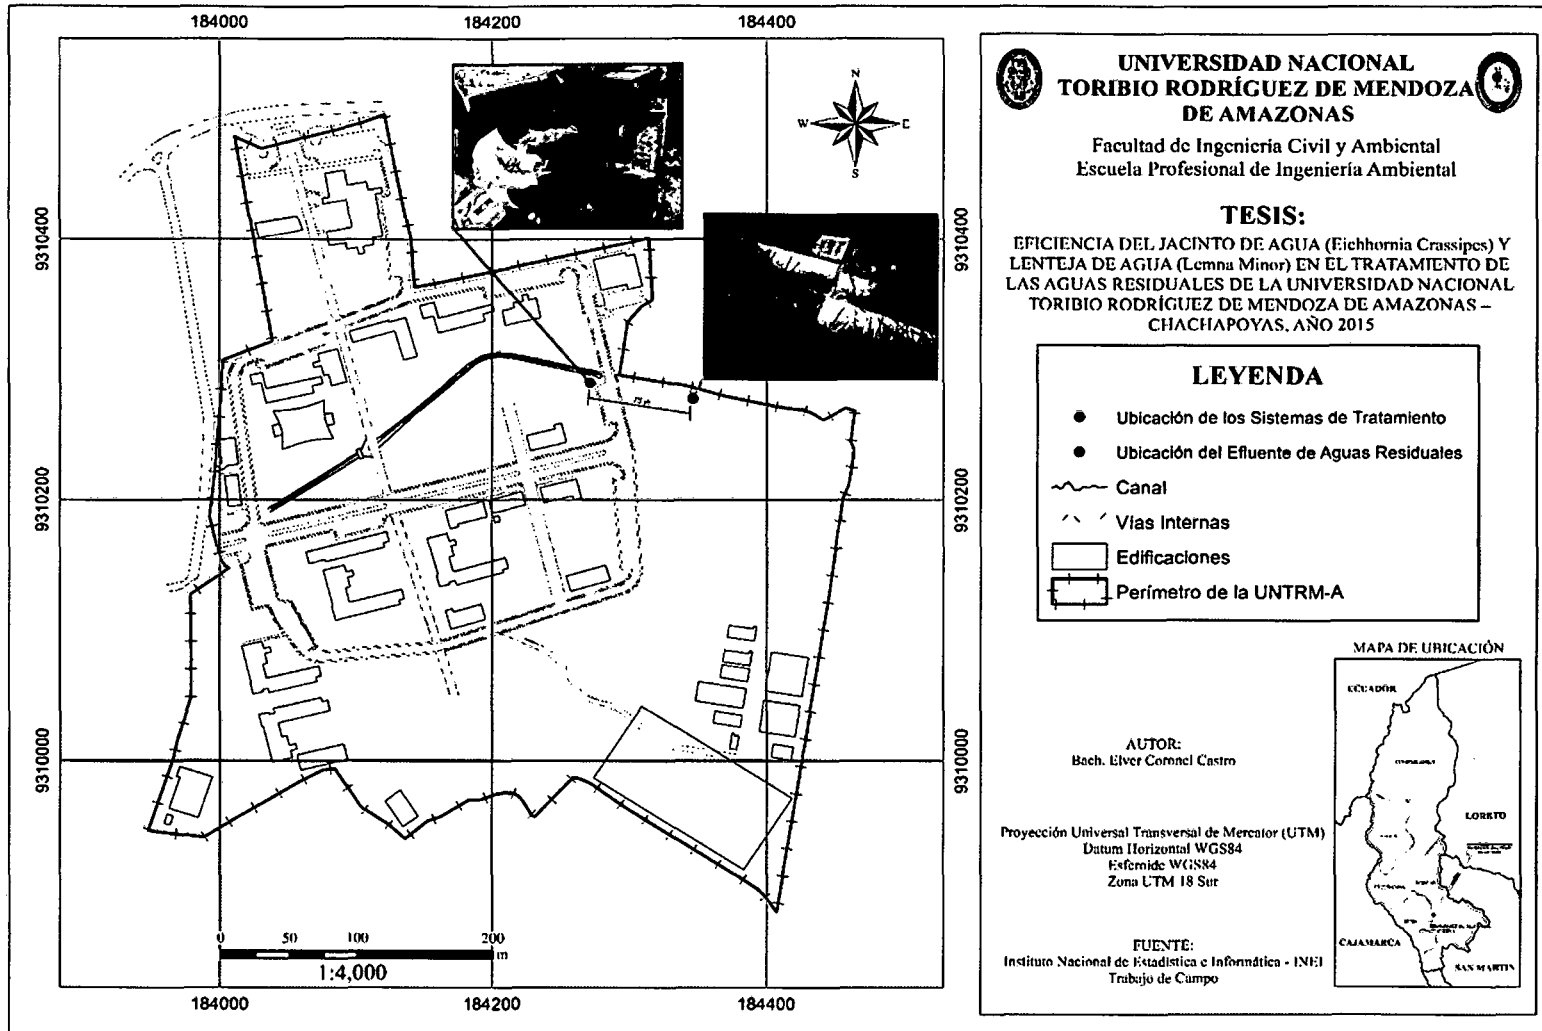 184000
184200
184400
9310400
9310200
9310000
9310400
9310200
9310000
N
W
E
S
0
50
100
200
m
1:4,000
184000
184200
184400
UNIVERSIDAD NACIONAL
TORIBIO RODRÍGUEZ DE MENDOZA
DE AMAZONAS
Facultad de Ingeniería Civil y Ambiental
Escuela Profesional de Ingeniería Ambiental
TESIS:
EFICIENCIA DEL JACINTO DE AGUA (Eichhornia Crassipes) Y
LENTEJA DE AGUA (Lemna Minor) EN EL TRATAMIENTO DE
LAS AGUAS RESIDUALES DE LA UNIVERSIDAD NACIONAL
TORIBIO RODRÍGUEZ DE MENDOZA DE AMAZONAS –
CHACHAPOYAS, AÑO 2015
LEYENDA
Ubicación de los Sistemas de Tratamiento
Ubicación del Efluente de Aguas Residuales
Canal
Vías Internas
Edificaciones
Perímetro de la UNTRM-A
MAPA DE UBICACIÓN
ECUADOR
LORETO
CAJAMARCA
SAN MARTIN
AUTOR:
Bach. Elver Coronel Castro
Proyección Universal Transversal de Mercator (UTM)
Datum Horizontal WGS84
Esferoide WGS84
Zona UTM 18 Sur
FUENTE:
Instituto Nacional de Estadística e Informática - INEI
Trabajo de Campo